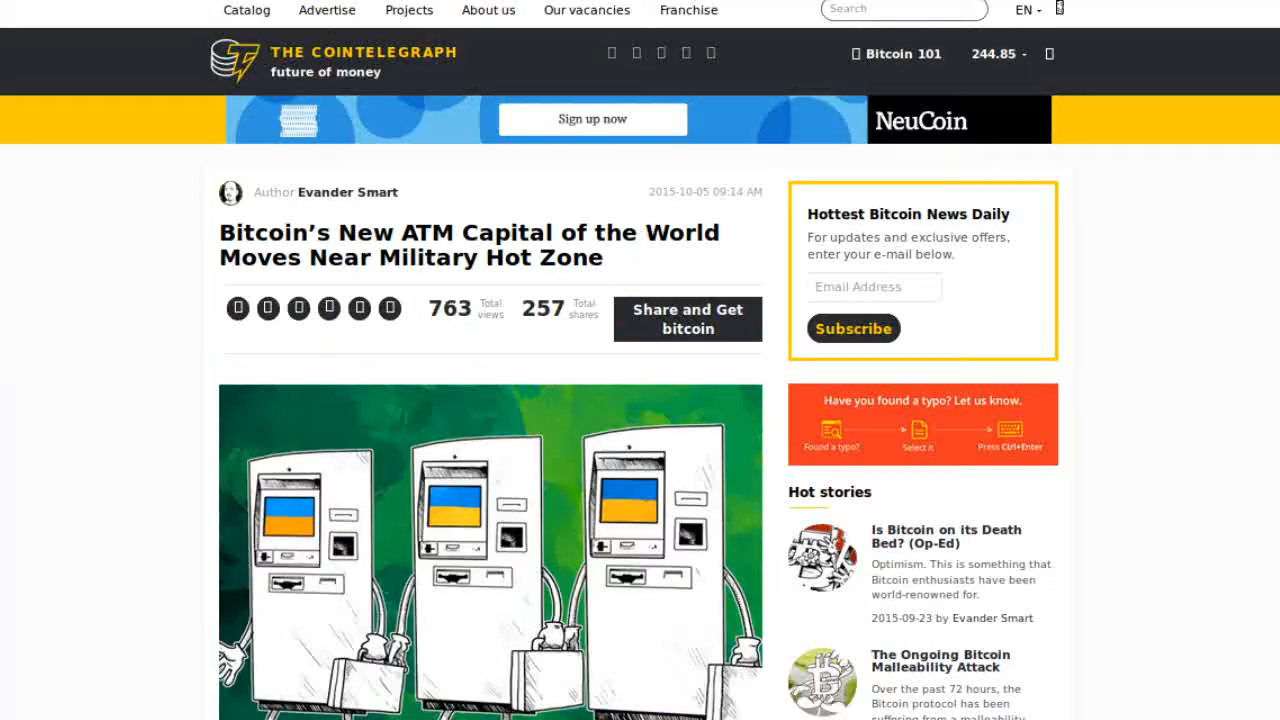 Catalog
Advertise
Projects
About us
Our vacancies
Franchise
Search
EN
THE COINTELEGRAPH
future of money
Bitcoin 101
244.85
Sign up now
NeuCoin
Author Evander Smart
2015-10-05 09:14 AM
Bitcoin’s New ATM Capital of the World
Moves Near Military Hot Zone
763 Total views
257 Total shares
Share and Get
bitcoin
Hottest Bitcoin News Daily
For updates and exclusive offers,
enter your e-mail below.
Email Address
Subscribe
Have you found a typo? Let us know.
Found a typo?
Select it
Press Ctrl+Enter
Hot stories
Is Bitcoin on its Death
Bed? (Op-Ed)
Optimism. This is something that
Bitcoin enthusiasts have been
world-renowned for.
2015-09-23 by Evander Smart
The Ongoing Bitcoin
Malleability Attack
Over the past 72 hours, the
Bitcoin protocol has been
suffering from a malleability